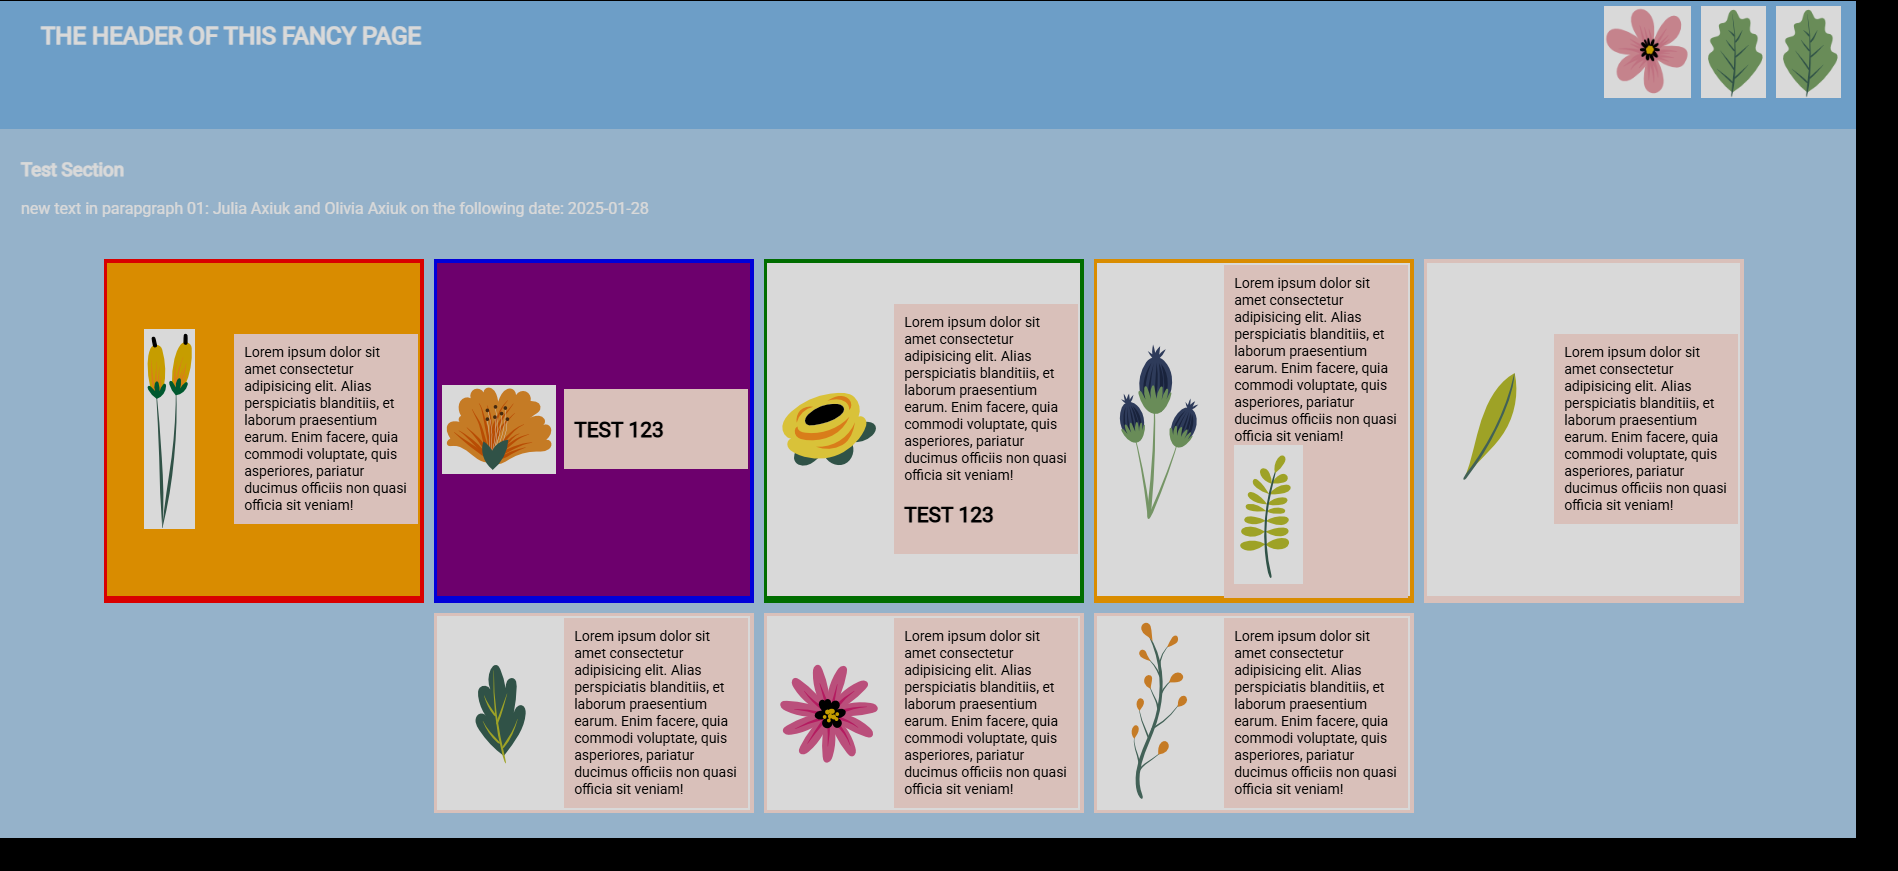 THE HEADER OF THIS FANCY PAGE
Test Section
new text in parapgraph 01: Julia Axiuk and Olivia Axiuk on the following date: 2025-01-28
Lorem ipsum dolor sit
amet consectetur
adipisicing elit. Alias
perspiciatis blanditiis, et
laborum praesentium
earum. Enim facere, quia
commodi voluptate, quis
asperiores, pariatur
ducimus officiis non quasi
officia sit veniam!
TEST 123
Lorem ipsum dolor sit
amet consectetur
adipisicing elit. Alias
perspiciatis blanditiis, et
laborum praesentium
earum. Enim facere, quia
commodi voluptate, quis
asperiores, pariatur
ducimus officiis non quasi
officia sit veniam!
TEST 123
Lorem ipsum dolor sit
amet consectetur
adipisicing elit. Alias
perspiciatis blanditiis, et
laborum praesentium
earum. Enim facere, quia
commodi voluptate, quis
asperiores, pariatur
ducimus officiis non quasi
officia sit veniam!
Lorem ipsum dolor sit
amet consectetur
adipisicing elit. Alias
perspiciatis blanditiis, et
laborum praesentium
earum. Enim facere, quia
commodi voluptate, quis
asperiores, pariatur
ducimus officiis non quasi
officia sit veniam!
Lorem ipsum dolor sit
amet consectetur
adipisicing elit. Alias
perspiciatis blanditiis, et
laborum praesentium
earum. Enim facere, quia
commodi voluptate, quis
asperiores, pariatur
ducimus officiis non quasi
officia sit veniam!
Lorem ipsum dolor sit
amet consectetur
adipisicing elit. Alias
perspiciatis blanditiis, et
laborum praesentium
earum. Enim facere, quia
commodi voluptate, quis
asperiores, pariatur
ducimus officiis non quasi
officia sit veniam!
Lorem ipsum dolor sit
amet consectetur
adipisicing elit. Alias
perspiciatis blanditiis, et
laborum praesentium
earum. Enim facere, quia
commodi voluptate, quis
asperiores, pariatur
ducimus officiis non quasi
officia sit veniam!